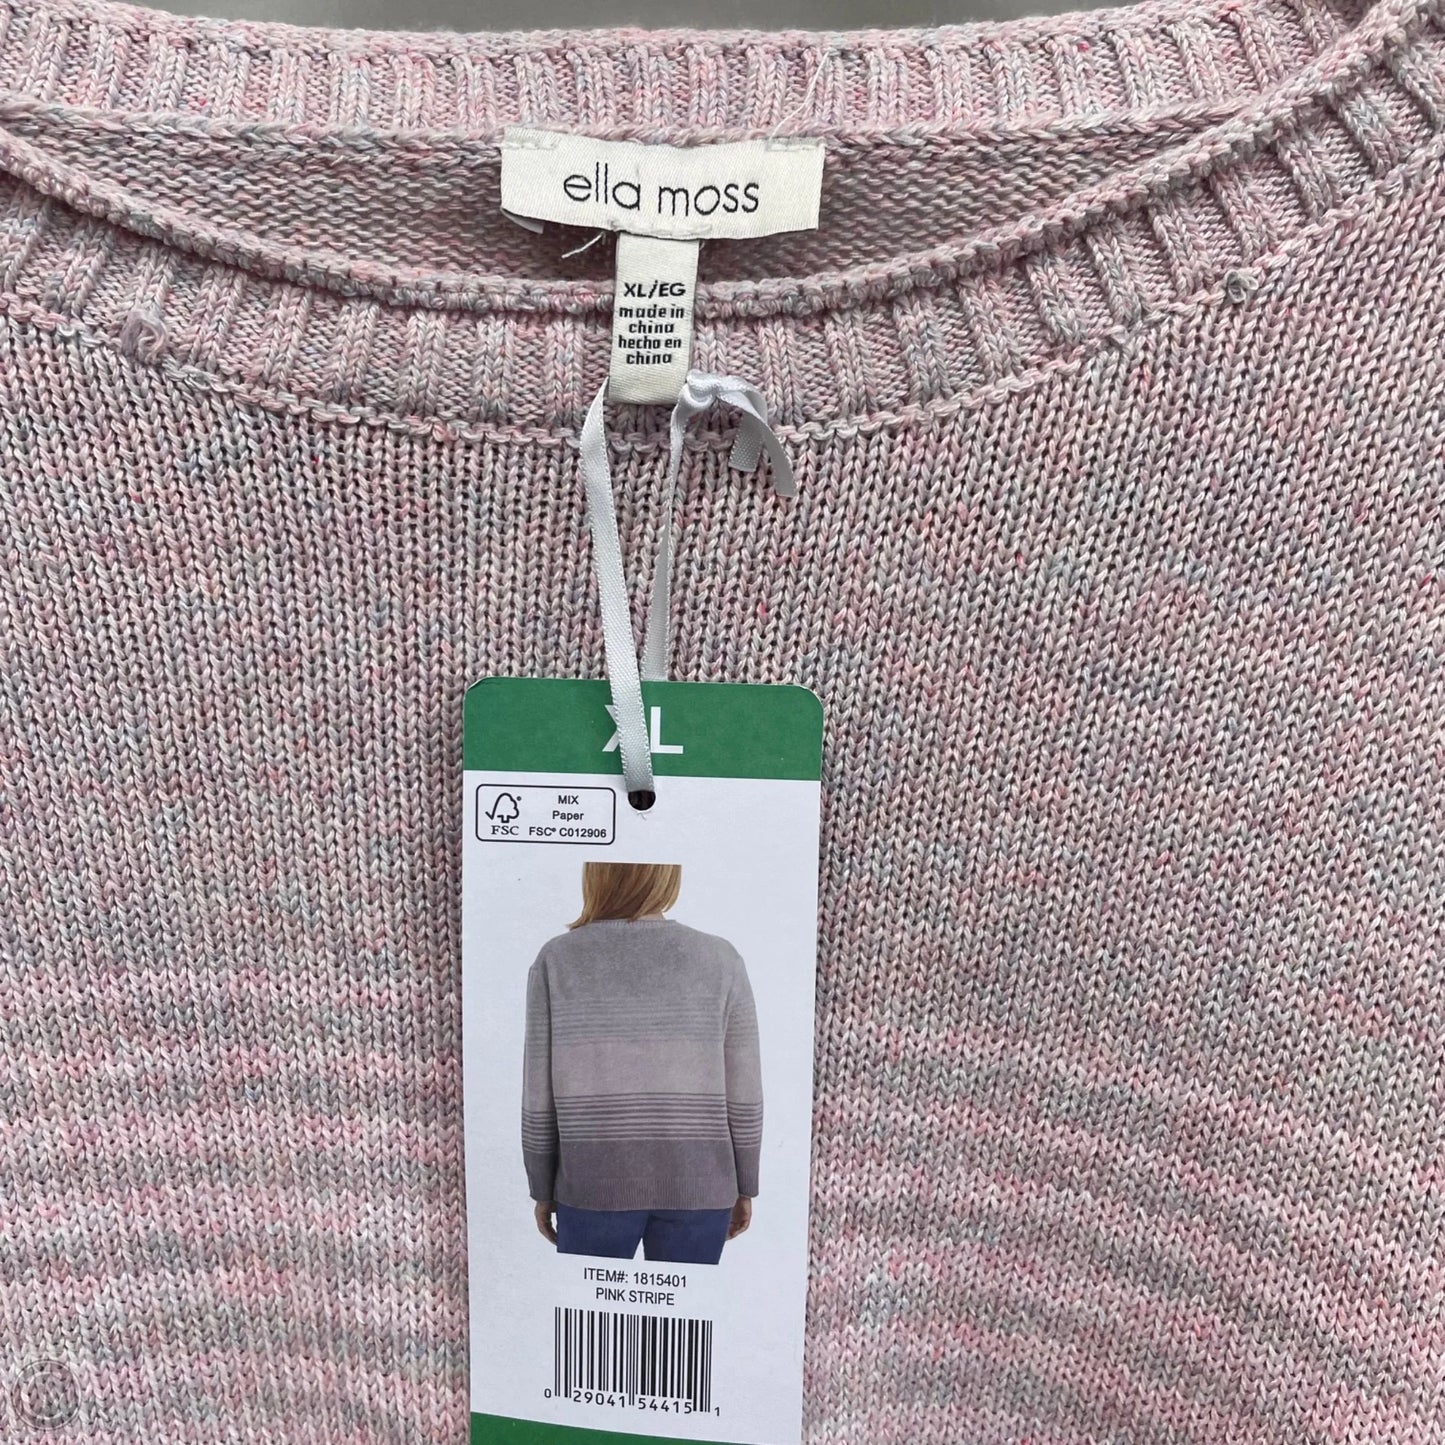 ella moss
XL/EG
made in
china
hecho en
china
XL
MIX
Paper
FSC® C012906
FSC
ITEM#: 1815401
PINK STRIPE
0 29041 54415 1